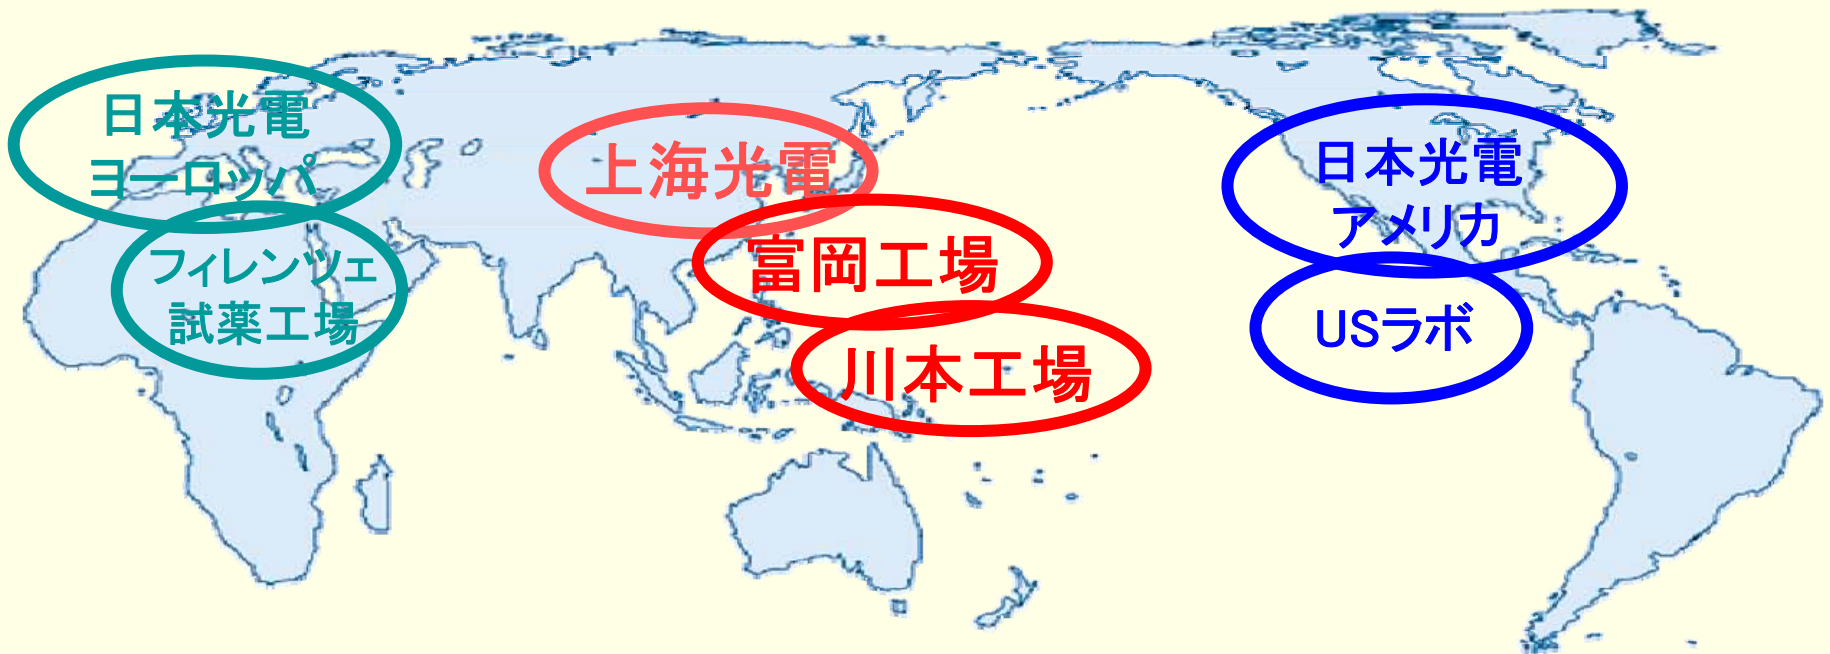 日本光電
ヨーロッパ
フィレンツェ
試薬工場
上海光電
富岡工場
川本工場
日本光電
アメリカ
USラボ